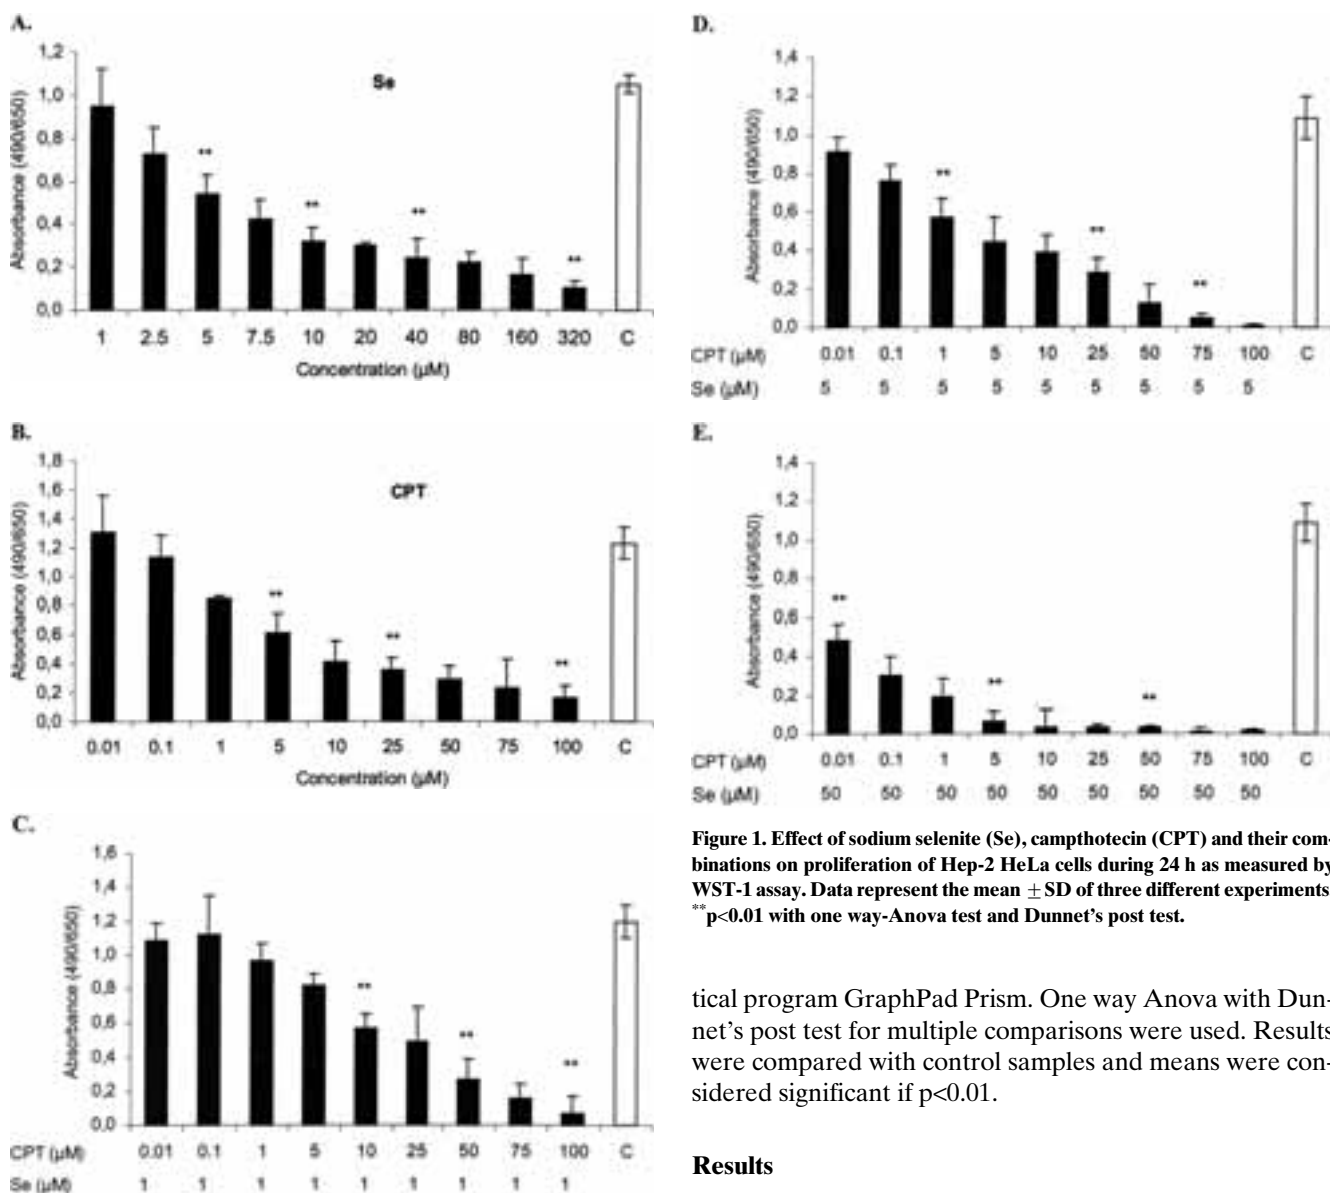 A.
Se
Absorbance (490/650)
1,2
1,0
0,8
0,6
0,4
0,2
0,0
** ** ** **
1 2.5 5 7.5 10 20 40 80 160 320 C
Concentration (µM)
B.
CPT
Absorbance (490/650)
1,8
1,6
1,4
1,2
1,0
0,8
0,6
0,4
0,2
0,0
** ** **
0.01 0.1 1 5 10 25 50 75 100 C
Concentration (µM)
C.
Absorbance (490/650)
1,6
1,4
1,2
1,0
0,8
0,6
0,4
0,2
0,0
** ** **
CPT (µM) 0.01 0.1 1 5 10 25 50 75 100 C
Se (µM) 1 1 1 1 1 1 1 1 1
D.
Absorbance (490/650)
1,4
1,2
1,0
0,8
0,6
0,4
0,2
0,0
** ** **
CPT (µM) 0.01 0.1 1 5 10 25 50 75 100 C
Se (µM) 5 5 5 5 5 5 5 5 5
E.
Absorbance (490/650)
1,4
1,2
1,0
0,8
0,6
0,4
0,2
0,0
** ** **
CPT (µM) 0.01 0.1 1 5 10 25 50 75 100 C
Se (µM) 50 50 50 50 50 50 50 50 50
Figure 1. Effect of sodium selenite (Se), campthotecin (CPT) and their com-
binations on proliferation of Hep-2 HeLa cells during 24 h as measured by
WST-1 assay. Data represent the mean ± SD of three different experiments
**p<0.01 with one way-Anova test and Dunnet's post test.
tical program GraphPad Prism. One way Anova with Dun-
net's post test for multiple comparisons were used. Results
were compared with control samples and means were con-
sidered significant if p<0.01.
Results